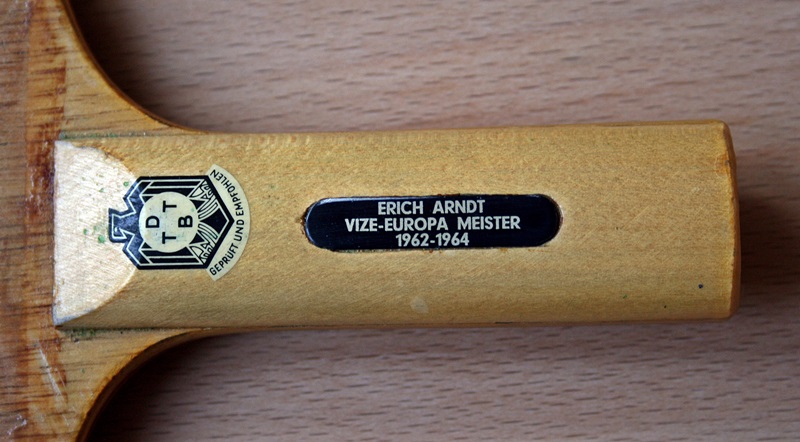 D T
T B
GEPRÜFT UND EMPFOHLEN
ERICH ARNDT
VIZE-EUROPA MEISTER
1962-1964